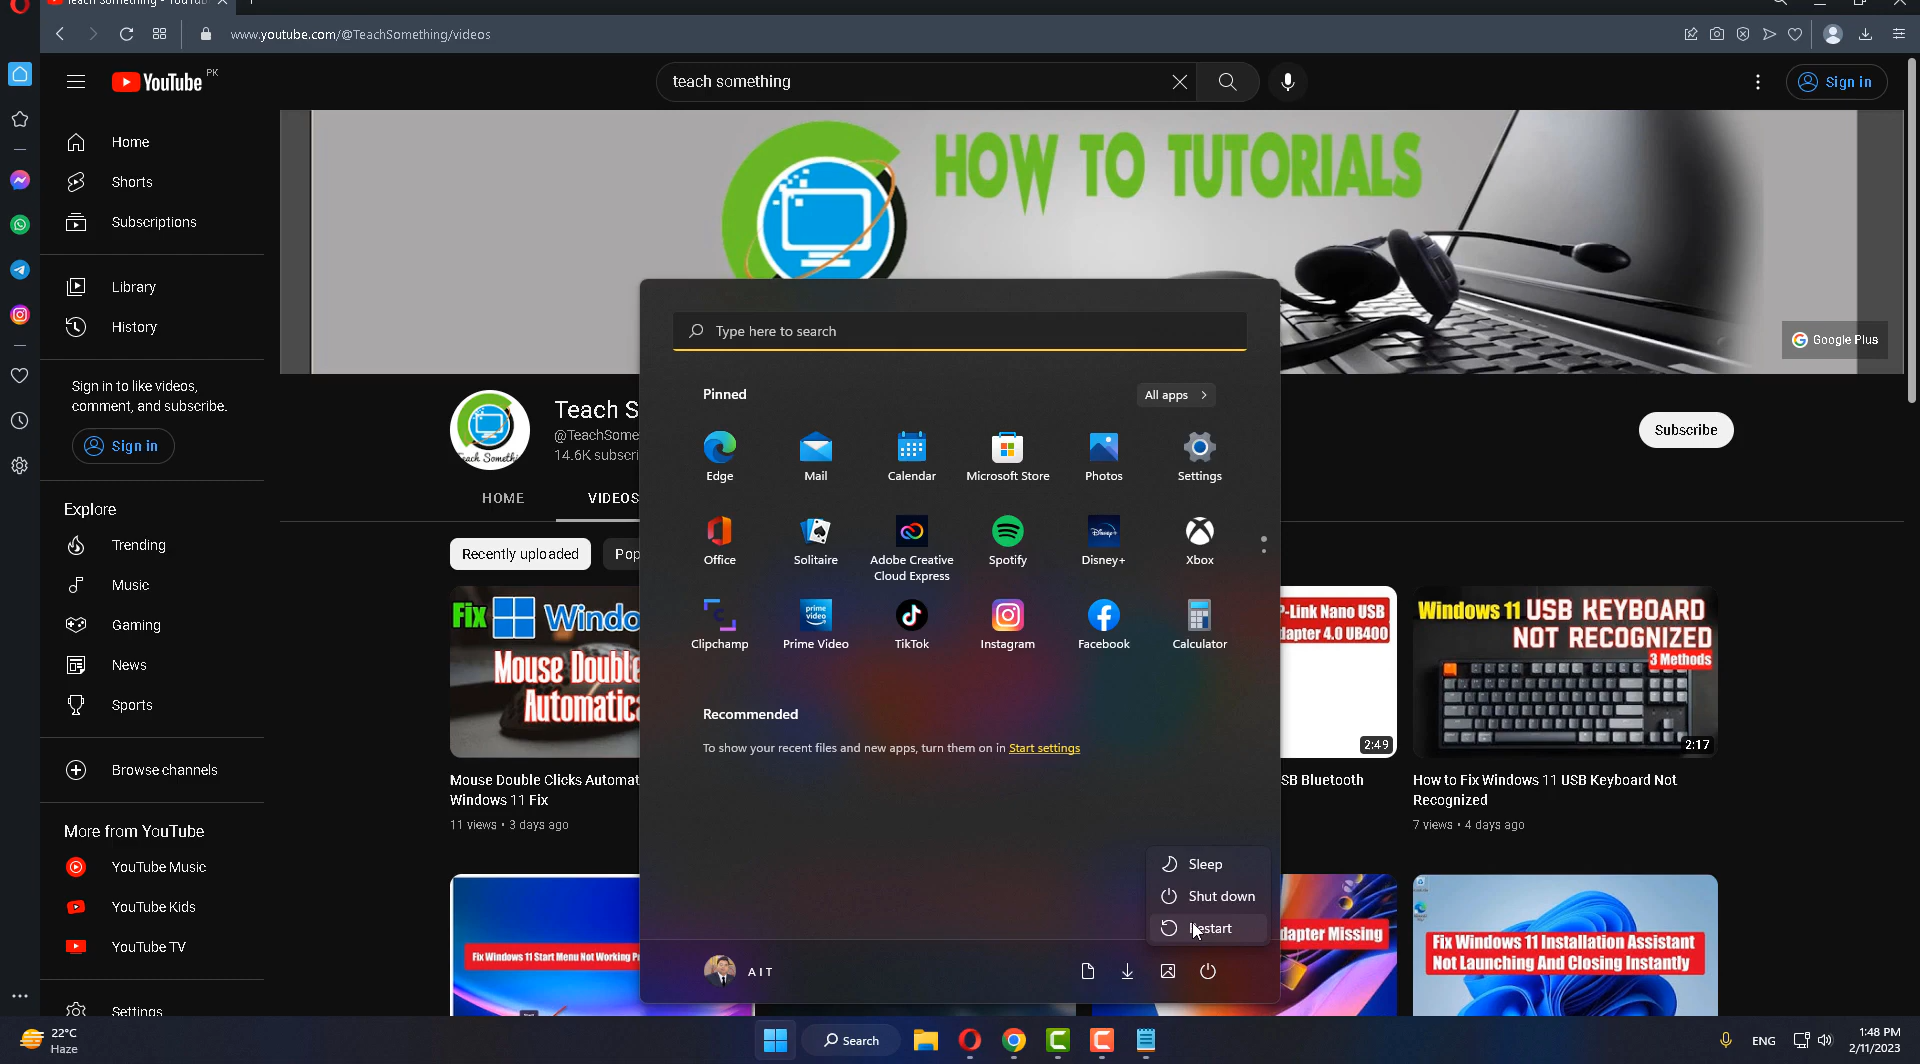 Teach Something - YouTub
www.youtube.com/@TeachSomething/videos
YouTube PK
teach something
Sign in
Home
Shorts
Subscriptions
Library
History
Sign in to like videos,
comment, and subscribe.
Sign in
Explore
Trending
Music
Gaming
News
Sports
Browse channels
More from YouTube
YouTube Music
YouTube Kids
YouTube TV
Settings
HOW TO TUTORIALS
Google Plus
Teach S
@TeachSome
14.6K subscri
Subscribe
HOME
VIDEOS
Recently uploaded
Pop
Fix Windo
Mouse Double
Automatica
Mouse Double Clicks Automat
Windows 11 Fix
11 views • 3 days ago
P-Link Nano USB
dapter 4.0 UB400
2:49
SB Bluetooth
Windows 11 USB KEYBOARD
NOT RECOGNIZED
3 Methods
2:17
How to Fix Windows 11 USB Keyboard Not
Recognized
7 views • 4 days ago
Fix Windows 11 Start Menu Not Working P
dapter Missing
Fix Windows 11 Installation Assistant
Not Launching And Closing Instantly
Type here to search
Pinned
All apps
Edge
Mail
Calendar
Microsoft Store
Photos
Settings
Office
Solitaire
Adobe Creative
Cloud Express
Spotify
Disney+
Xbox
Clipchamp
prime
video
Prime Video
TikTok
Instagram
Facebook
Calculator
Recommended
To show your recent files and new apps, turn them on in Start settings
Sleep
Shut down
Restart
A I T
22°C
Haze
Search
ENG
1:48 PM
2/11/2023